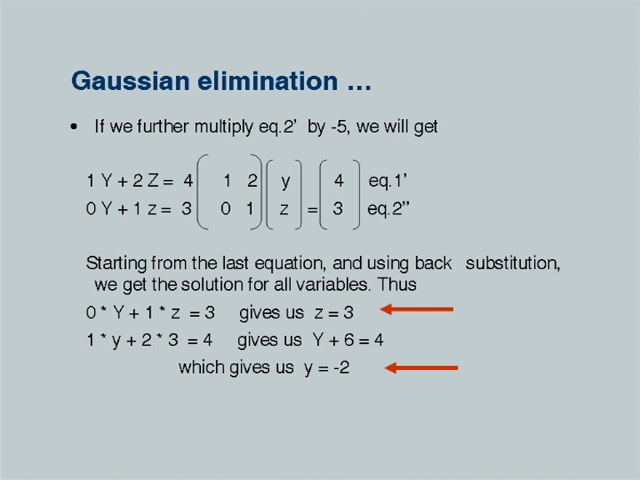 Gaussian elimination …
• If we further multiply eq.2’ by -5, we will get
1 Y + 2 Z = 4 1 2 y 4 eq.1’
0 Y + 1 z = 3 0 1 z = 3 eq.2”
Starting from the last equation, and using back substitution,
we get the solution for all variables. Thus
0 * Y + 1 * z = 3 gives us z = 3
1 * y + 2 * 3 = 4 gives us Y + 6 = 4
which gives us y = -2